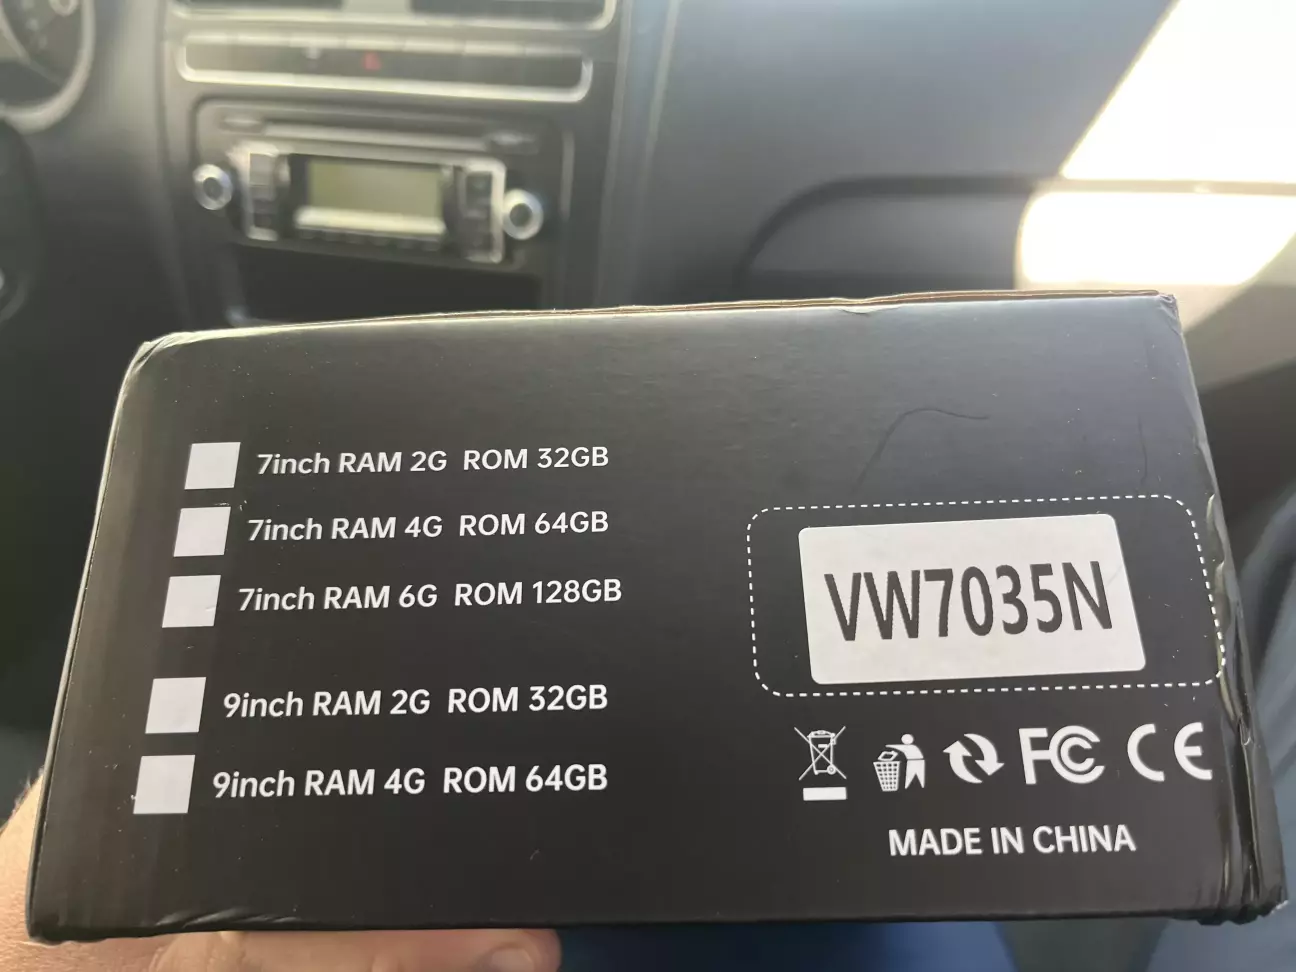 7inch RAM 2G ROM 32GB
7inch RAM 4G ROM 64GB
7inch RAM 6G ROM 128GB
9inch RAM 2G ROM 32GB
9inch RAM 4G ROM 64GB
VW7035N
FC CE
MADE IN CHINA